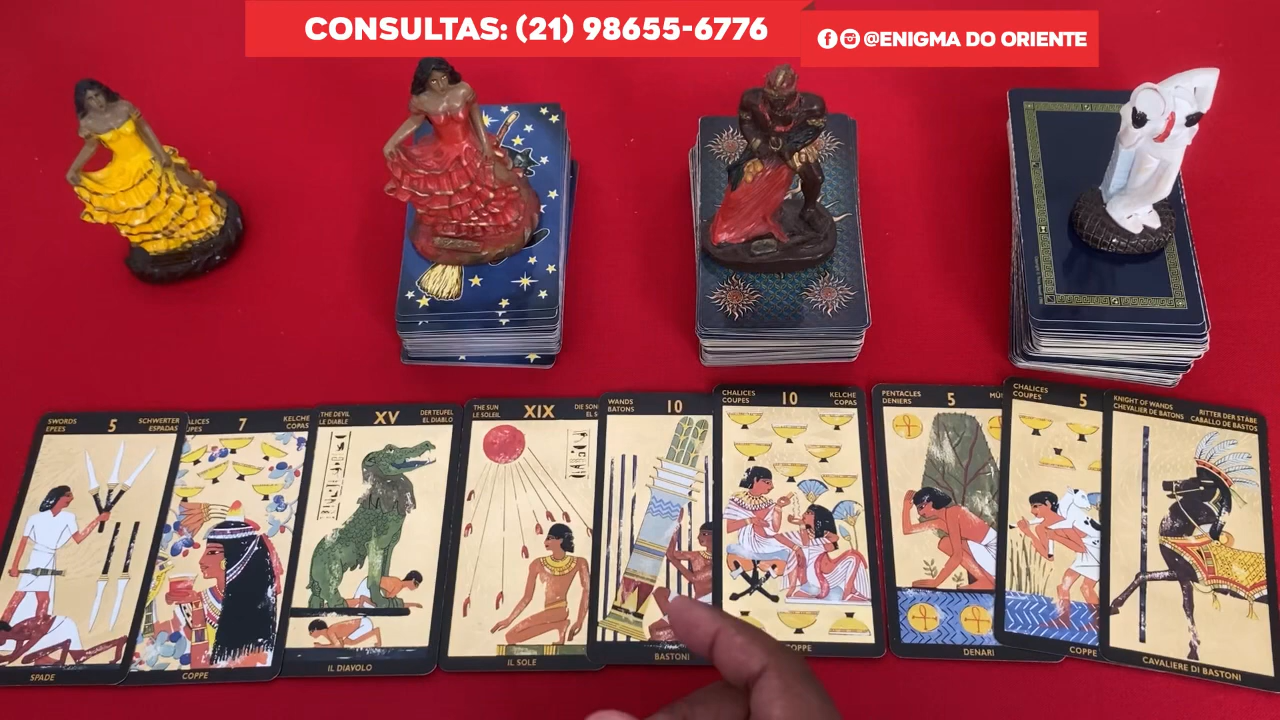 CONSULTAS: (21) 98655-6776
@ENIGMA DO ORIENTE
SWORDS
EPEES
5
SCHWERTER
ESPADAS
SPADE
7
KELCHE
COPAS
COPPE
THE DEVIL
LE DIABLE
XV
DER TEUFEL
EL DIABLO
IL DIAVOLO
THE SUN
LE SOLEIL
XIX
IL SOLE
WANDS
BATONS
10
BASTONI
CHALICES
COUPES
10
KELCHE
COPAS
PENTACLES
DENIERS
5
DENARI
CHALICES
COUPES
5
COPPE
KNIGHT OF WANDS
CHEVALIER DE BATONS
RITTER DER STÄBE
CABALLO DE BASTOS
CAVALIERE DI BASTONI